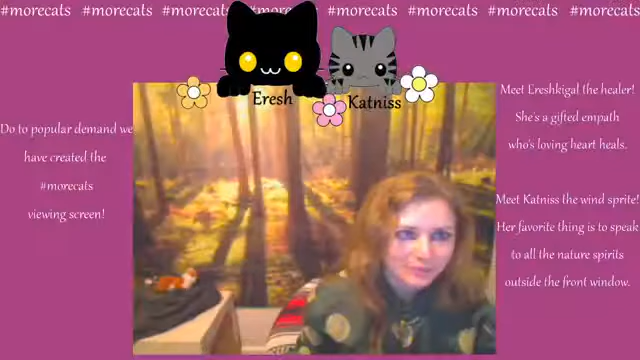 #morecats #morecats #morecats #morecats #morecats #morecats #morecats #morecats
Eresh
Katniss
Do to popular demand we
have created the
#morecats
viewing screen!
Meet Ereshkigal the healer!
She's a gifted empath
who's loving heart heals.
Meet Katniss the wind sprite!
Her favorite thing is to speak
to all the nature spirits
outside the front window.